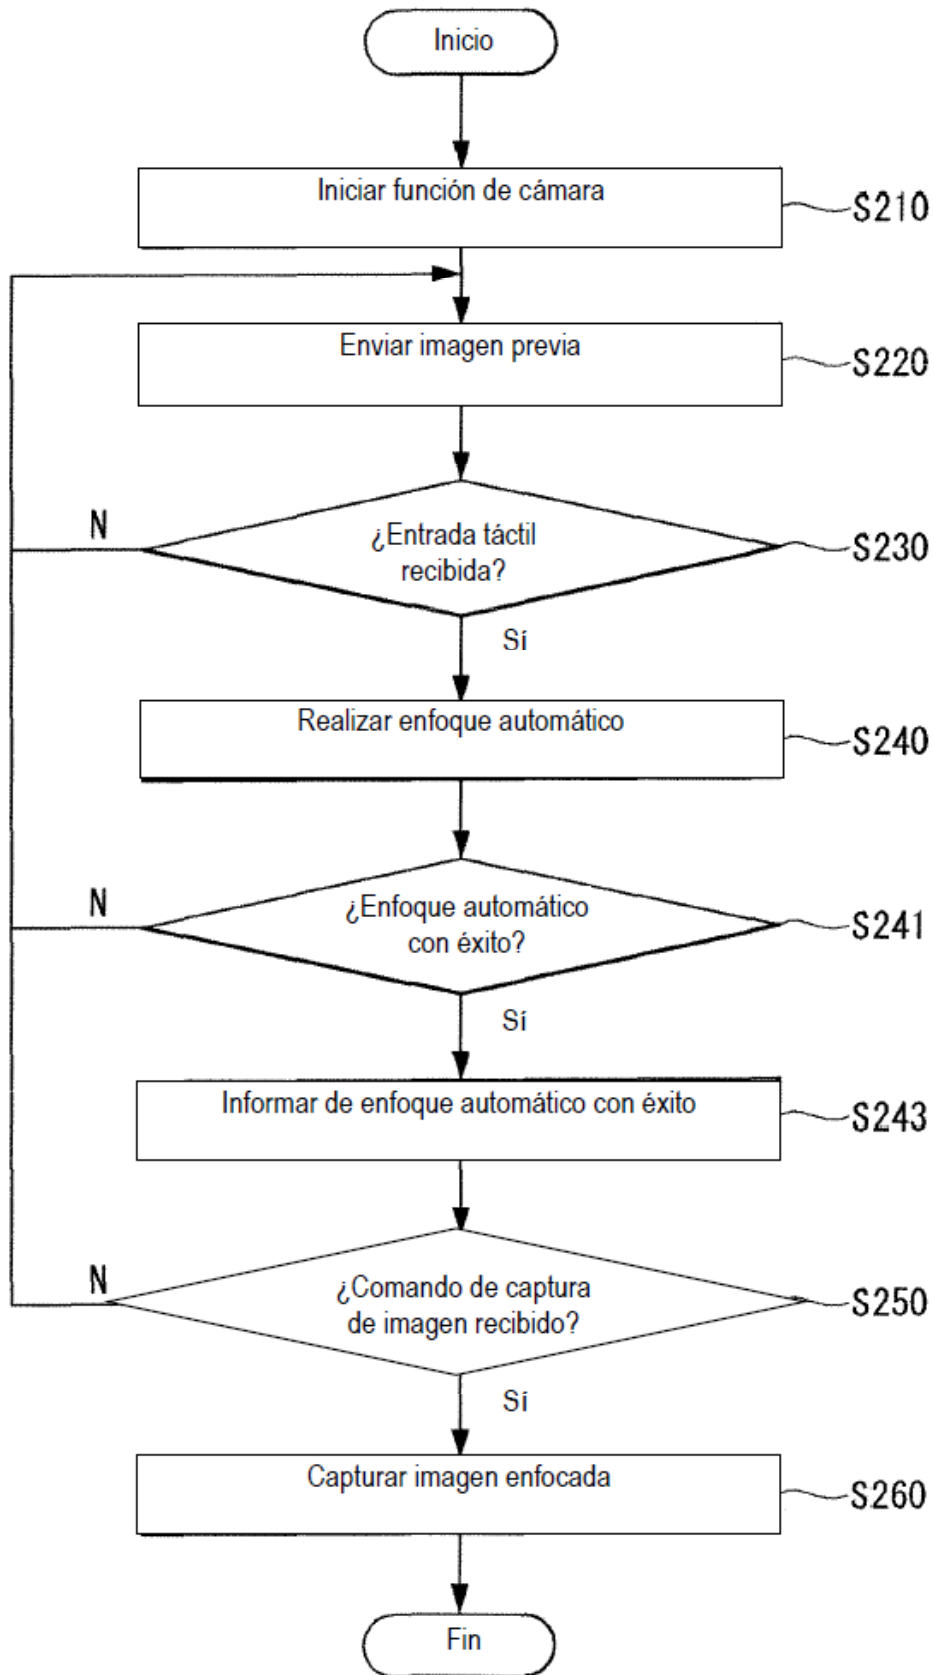 Inicio
Iniciar función de cámara
S210
Enviar imagen previa
S220
N
¿Entrada táctil
recibida?
S230
Sí
Realizar enfoque automático
S240
N
¿Enfoque automático
con éxito?
S241
Sí
Informar de enfoque automático con éxito
S243
N
¿Comando de captura
de imagen recibido?
S250
Sí
Capturar imagen enfocada
S260
Fin